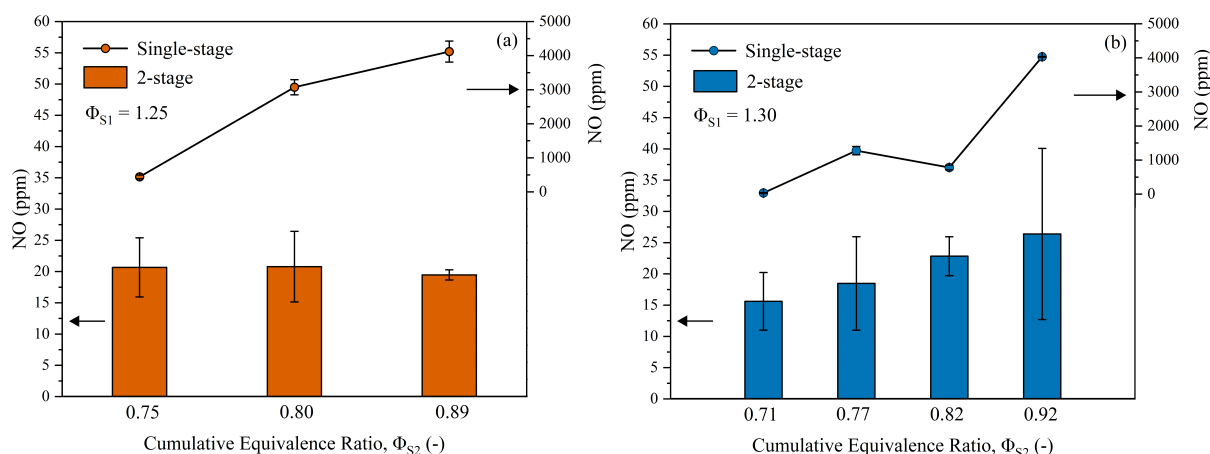 (a)
Single-stage
2-stage
ΦS1 = 1.25
NO (ppm)
60
55
50
45
40
35
30
25
20
15
10
5
0
5000
4000
3000
2000
1000
0
NO (ppm)
0.75 0.80 0.89
Cumulative Equivalence Ratio, ΦS2 (-)
(b)
Single-stage
2-stage
ΦS1 = 1.30
NO (ppm)
60
55
50
45
40
35
30
25
20
15
10
5
0
5000
4000
3000
2000
1000
0
NO (ppm)
0.71 0.77 0.82 0.92
Cumulative Equivalence Ratio, ΦS2 (-)